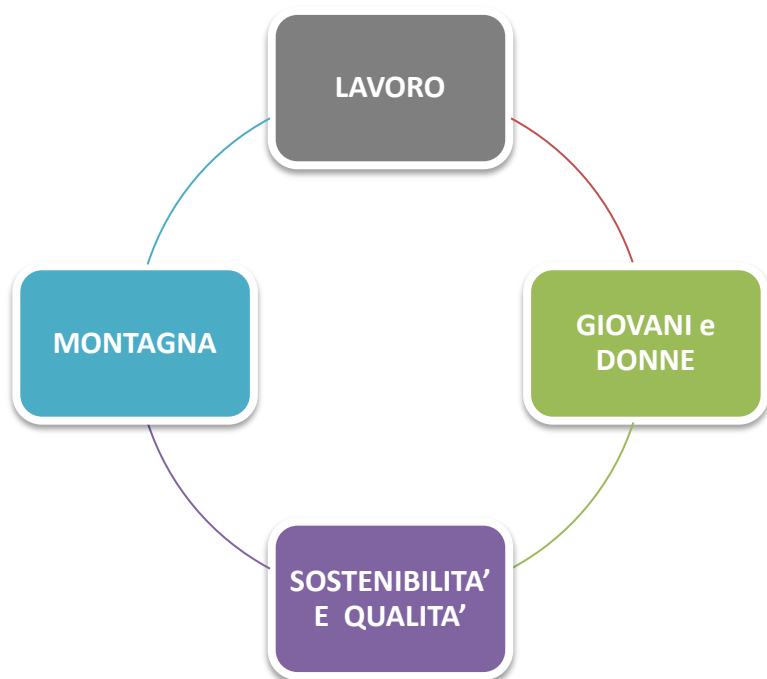 LAVORO
GIOVANI e
DONNE
MONTAGNA
SOSTENIBILITA’
E QUALITA’